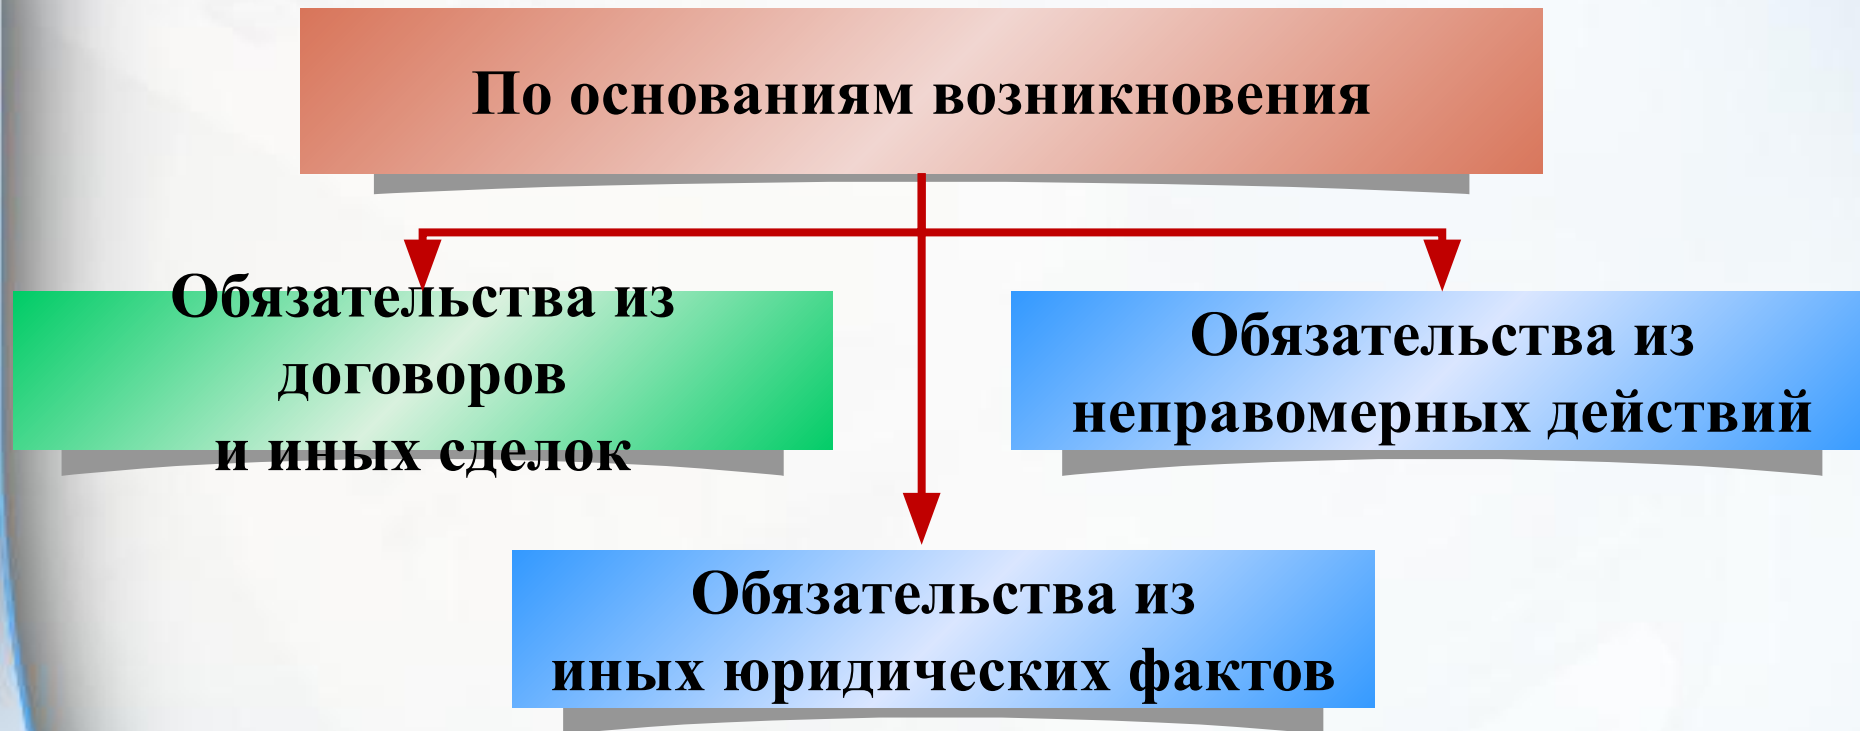 По основаниям возникновения
Обязательства из
договоров
и иных сделок
Обязательства из
неправомерных действий
Обязательства из
иных юридических фактов